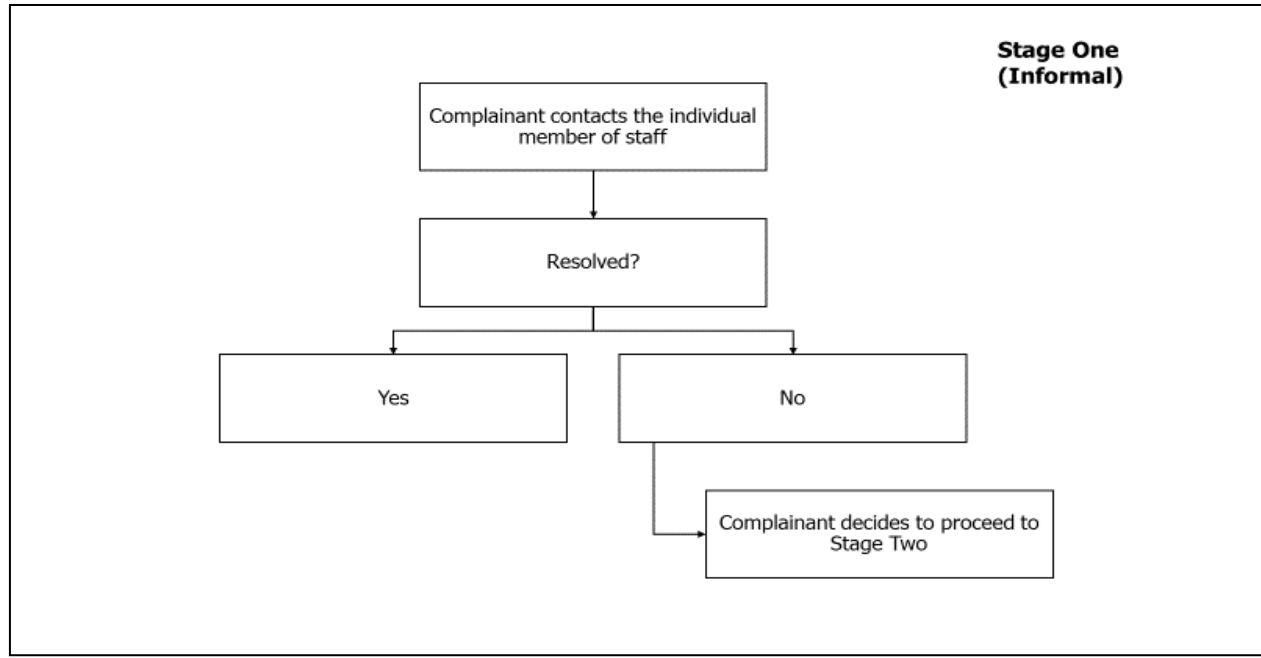 Stage One
(Informal)
Complainant contacts the individual
member of staff
Resolved?
Yes
No
Complainant decides to proceed to
Stage Two